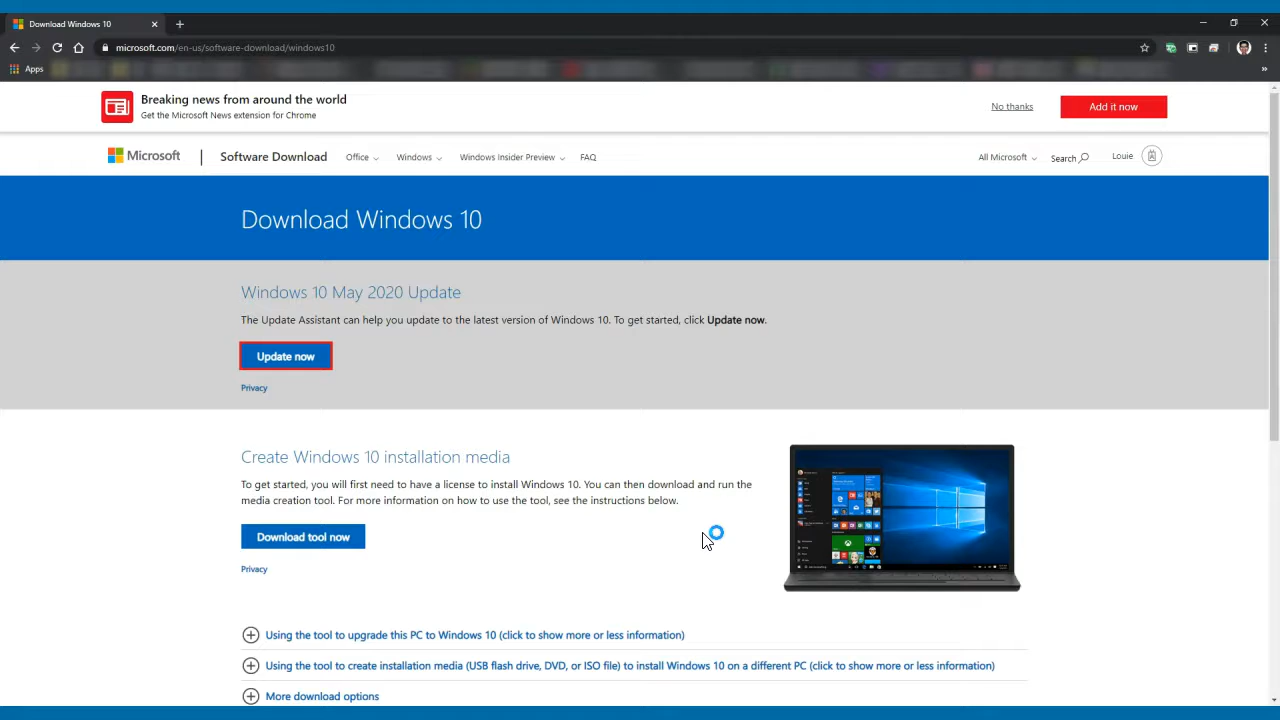 Download Windows 10
microsoft.com/en-us/software-download/windows10
Apps
Breaking news from around the world
Get the Microsoft News extension for Chrome
No thanks
Add it now
Microsoft
Software Download
Office
Windows
Windows Insider Preview
FAQ
All Microsoft
Search
Louie
Download Windows 10
Windows 10 May 2020 Update
The Update Assistant can help you update to the latest version of Windows 10. To get started, click Update now.
Update now
Privacy
Create Windows 10 installation media
To get started, you will first need to have a license to install Windows 10. You can then download and run the
media creation tool. For more information on how to use the tool, see the instructions below.
Download tool now
Privacy
Using the tool to upgrade this PC to Windows 10 (click to show more or less information)
Using the tool to create installation media (USB flash drive, DVD, or ISO file) to install Windows 10 on a different PC (click to show more or less information)
More download options